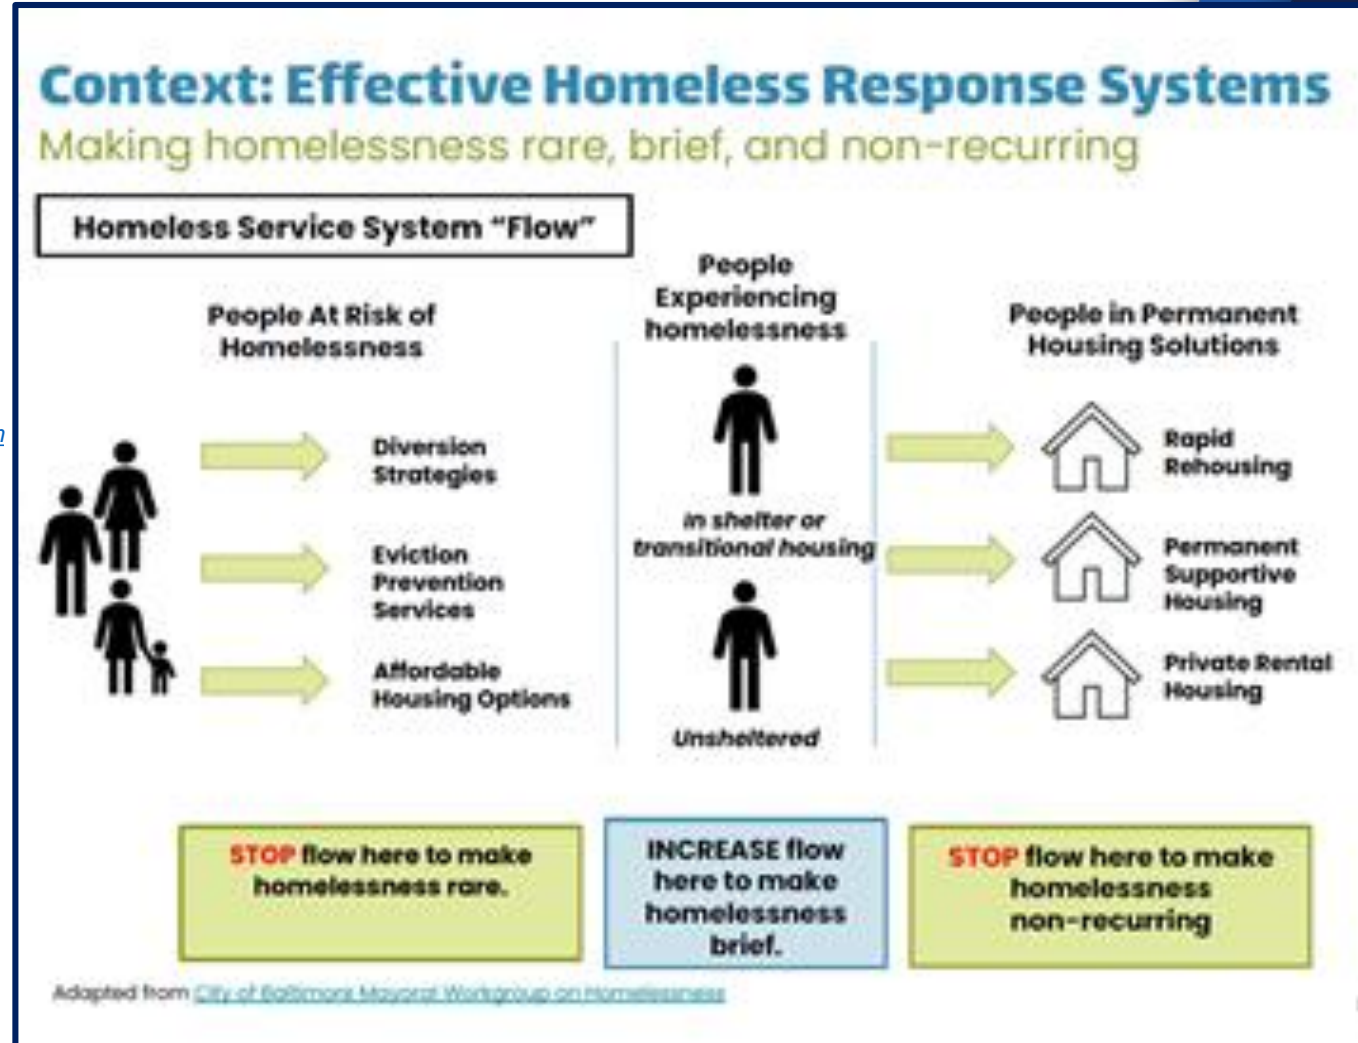 Context: Effective Homeless Response Systems
Making homelessness rare, brief, and non-recurring
Homeless Service System “Flow”
People At Risk of
Homelessness
Diversion
Strategies
Eviction
Prevention
Services
Affordable
Housing Options
People
Experiencing
homelessness
In shelter or
transitional housing
Unsheltered
People in Permanent
Housing Solutions
Rapid
Rehousing
Permanent
Supportive
Housing
Private Rental
Housing
STOP flow here to make
homelessness rare.
INCREASE flow
here to make
homelessness
brief.
STOP flow here to make
homelessness
non-recurring
Adapted from City of Baltimore Mayoral Workgroup on Homelessness